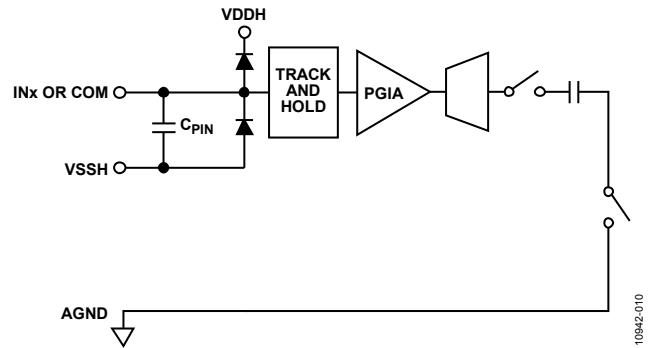 VDDH
INx OR COM
TRACK
AND
HOLD
PGIA
CPIN
VSSH
AGND
10942-010